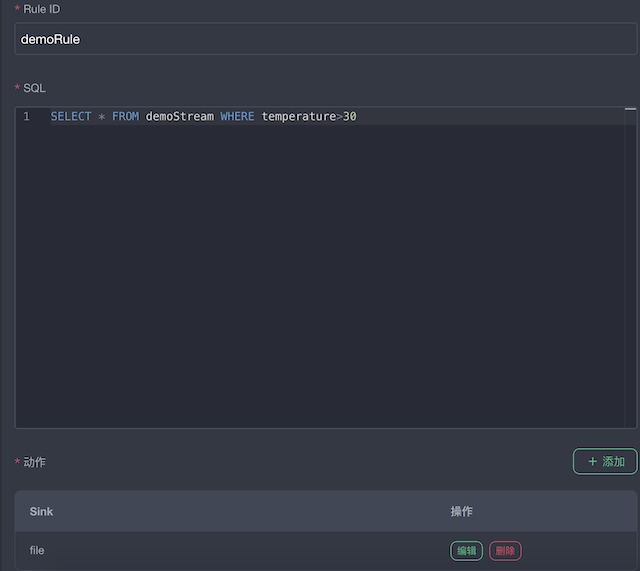 * Rule ID
demoRule
* SQL
1 SELECT * FROM demoStream WHERE temperature>30
* 动作
+ 添加
Sink 操作
file 编辑 删除